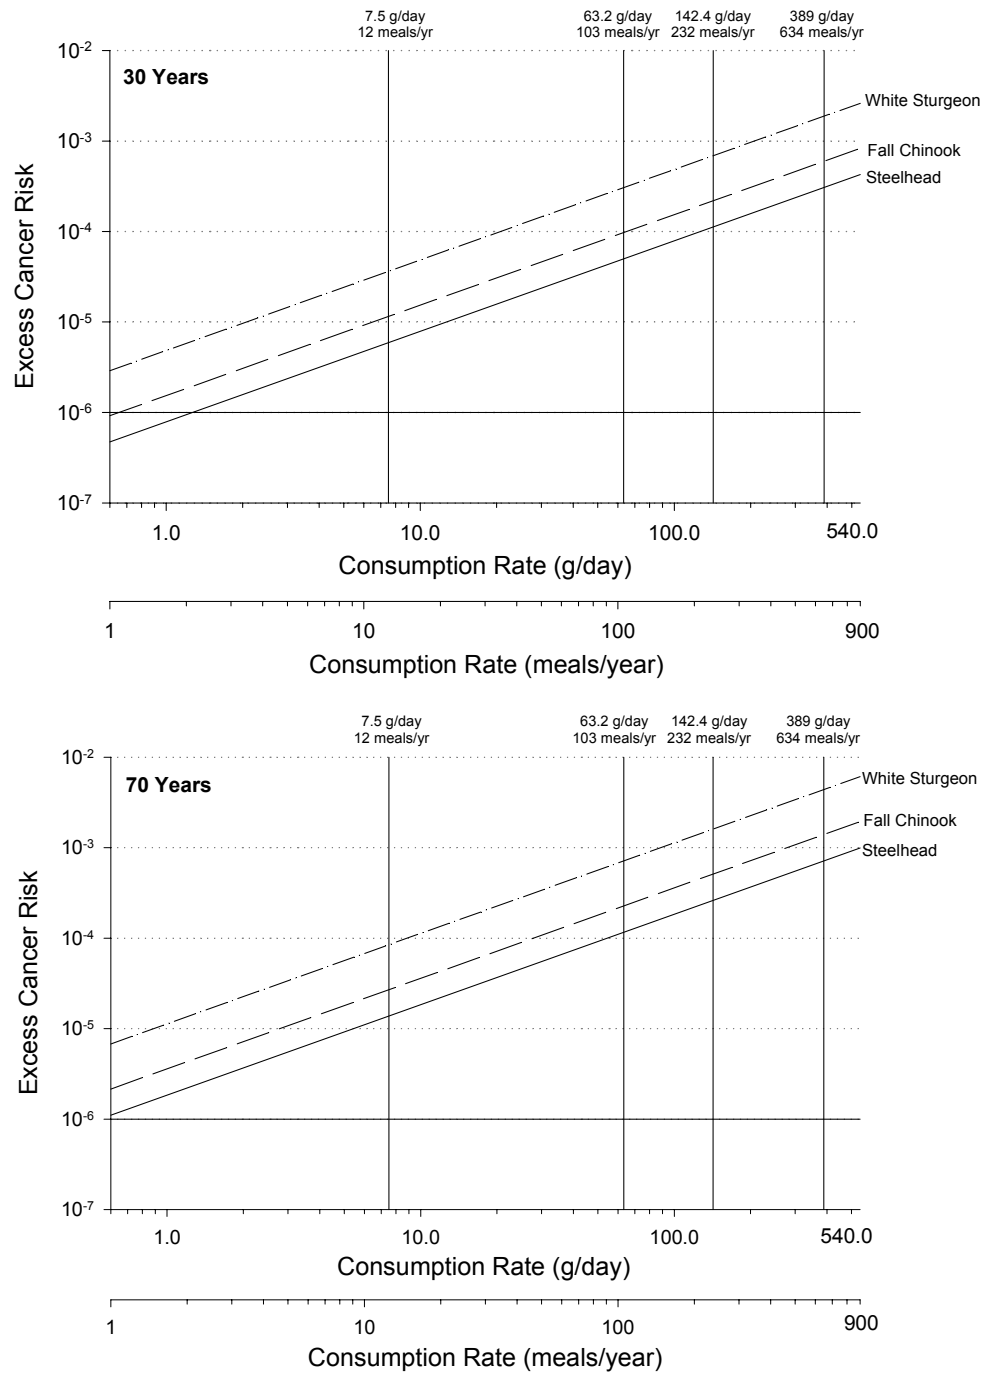 7.5 g/day 63.2 g/day 142.4 g/day 389 g/day
12 meals/yr 103 meals/yr 232 meals/yr 634 meals/yr
10-2
30 Years
White Sturgeon
10-3
Fall Chinook
Steelhead
Excess Cancer Risk
10-4
10-5
10-6
10-7
1.0 10.0 100.0 540.0
Consumption Rate (g/day)
1 10 100 900
Consumption Rate (meals/year)
7.5 g/day 63.2 g/day 142.4 g/day 389 g/day
12 meals/yr 103 meals/yr 232 meals/yr 634 meals/yr
10-2
70 Years
White Sturgeon
Fall Chinook
10-3
Steelhead
Excess Cancer Risk
10-4
10-5
10-6
10-7
1.0 10.0 100.0 540.0
Consumption Rate (g/day)
1 10 100 900
Consumption Rate (meals/year)